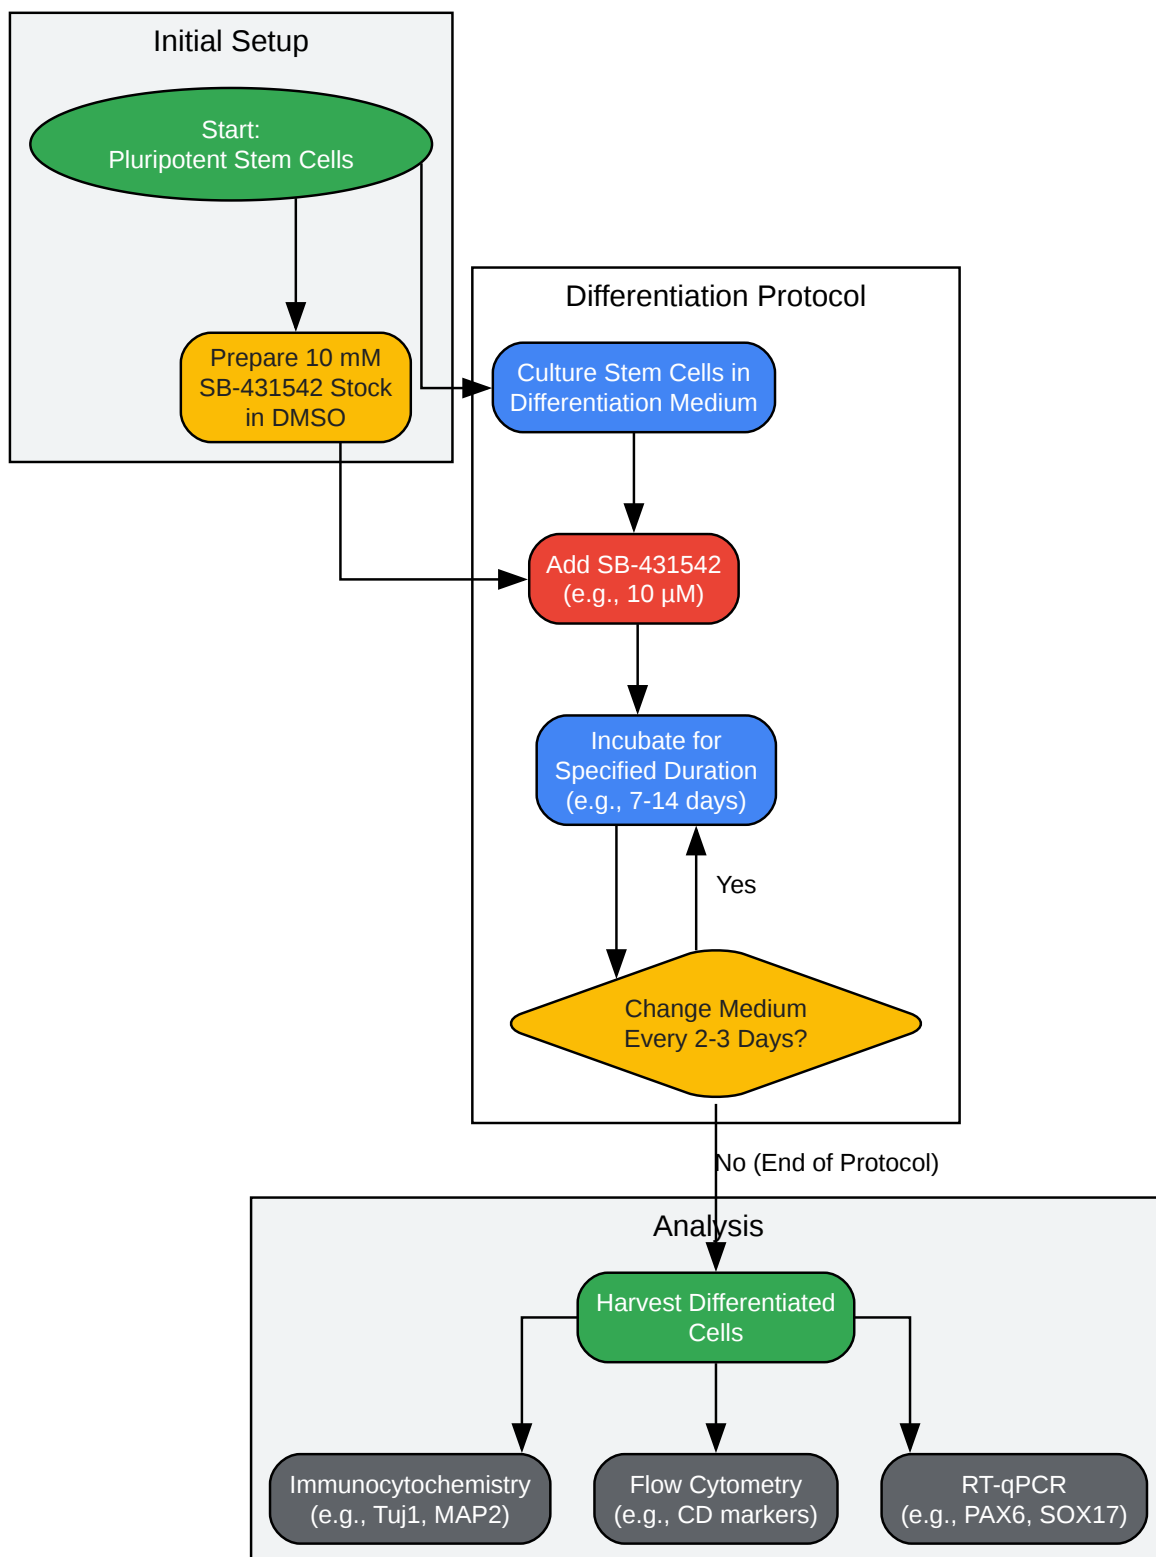 Initial Setup
Start:
Pluripotent Stem Cells
Prepare 10 mM
SB-431542 Stock
in DMSO
Differentiation Protocol
Culture Stem Cells in
Differentiation Medium
Add SB-431542
(e.g., 10 µM)
Incubate for
Specified Duration
(e.g., 7-14 days)
Yes
Change Medium
Every 2-3 Days?
No (End of Protocol)
Analysis
Harvest Differentiated
Cells
Immunocytochemistry
(e.g., Tuj1, MAP2)
Flow Cytometry
(e.g., CD markers)
RT-qPCR
(e.g., PAX6, SOX17)